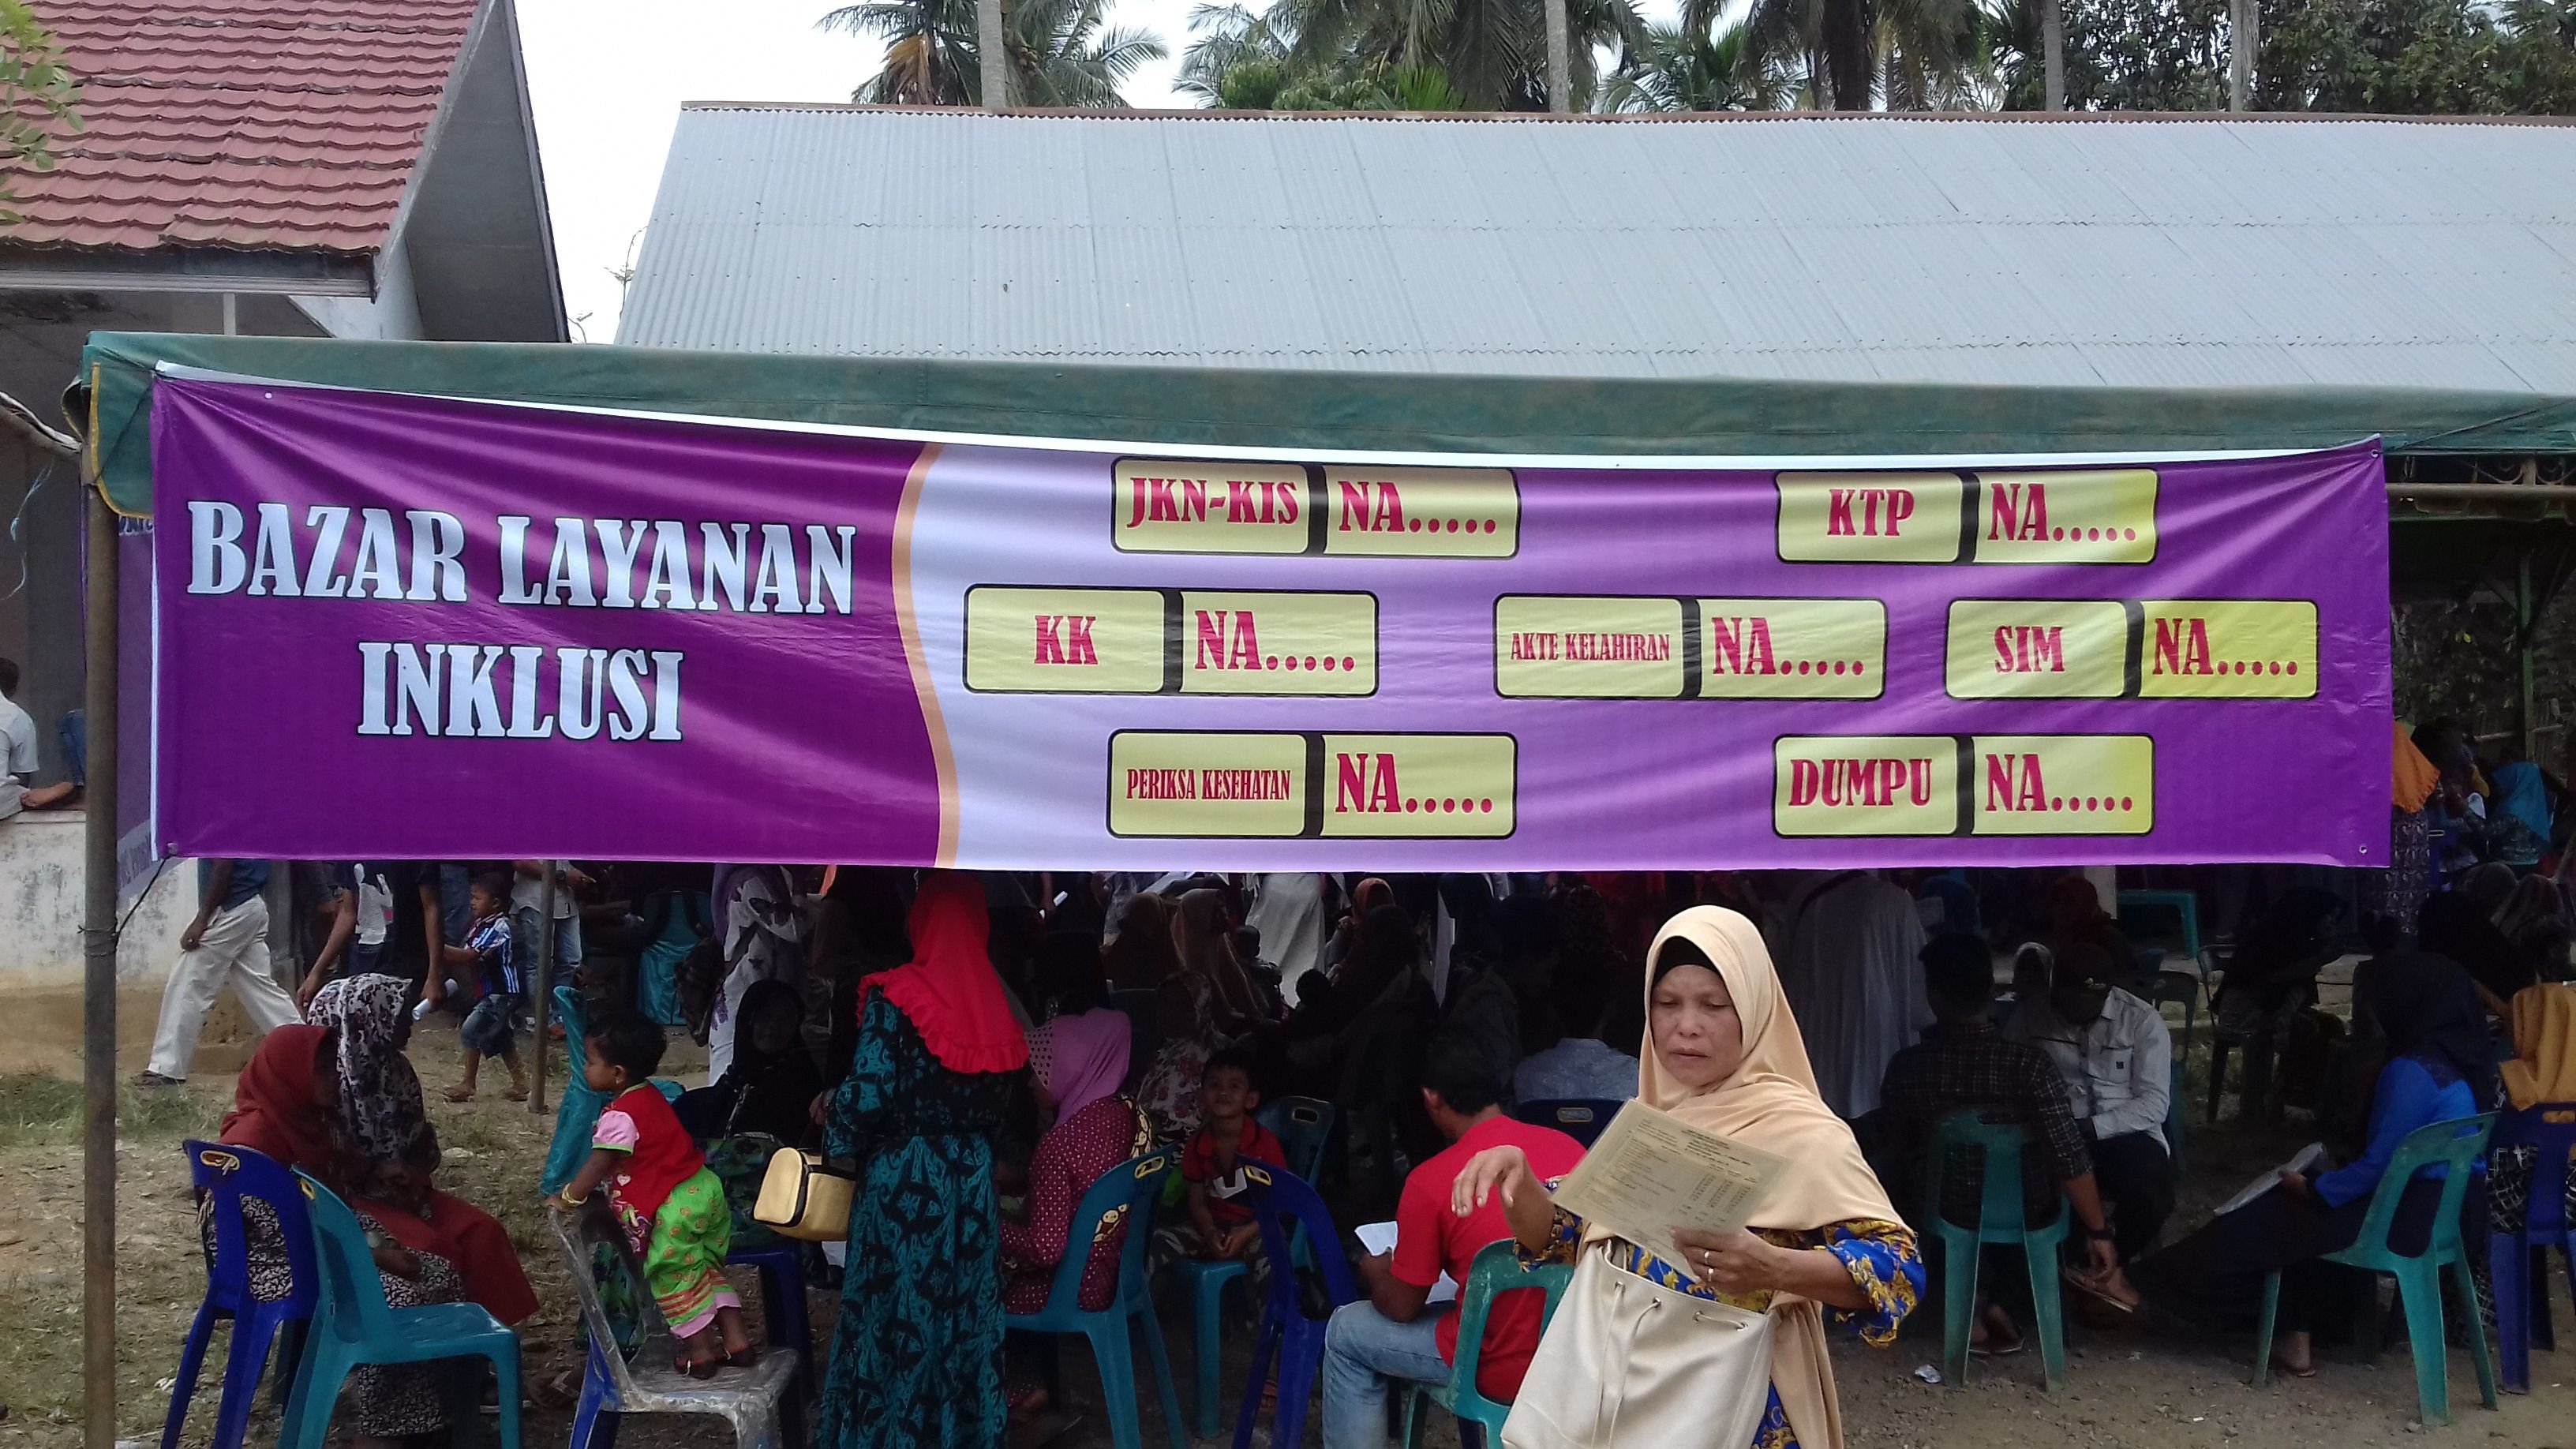 BAZAR LAYANAN
INKLUSI
JKN-KIS NA.....
KTP NA.....
KK NA.....
AKTE KELAHIRAN NA.....
SIM NA.....
PERIKSA KESEHATAN NA.....
DUMPU NA.....